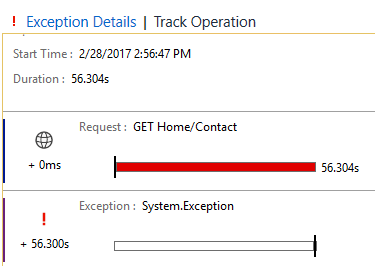 ! Exception Details | Track Operation
Start Time : 2/28/2017 2:56:47 PM
Duration : 56.304s
Request : GET Home/Contact
+ 0ms
56.304s
Exception : System.Exception
!
+ 56.300s